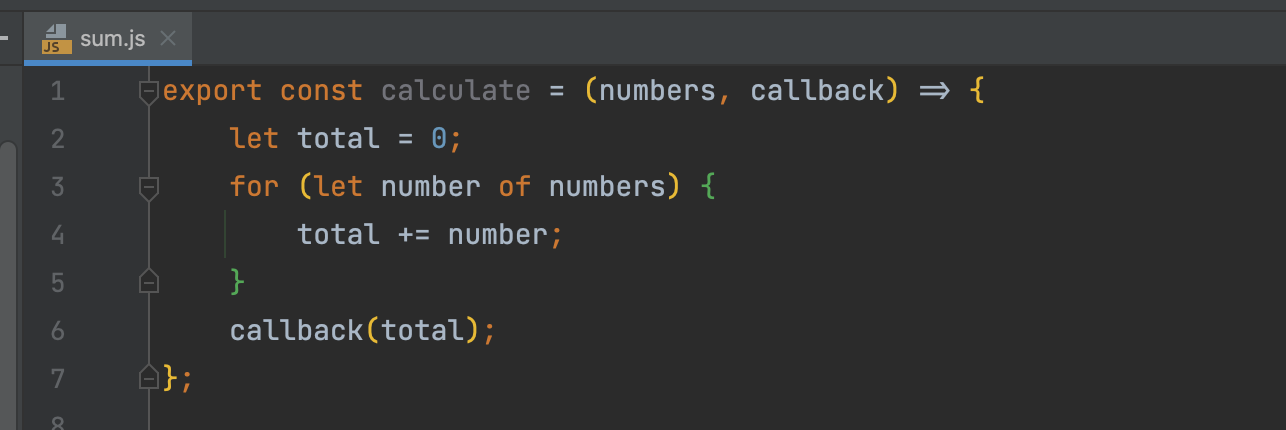 JS sum.js
1 export const calculate = (numbers, callback) => {
2     let total = 0;
3     for (let number of numbers) {
4         total += number;
5     }
6     callback(total);
7 };
8